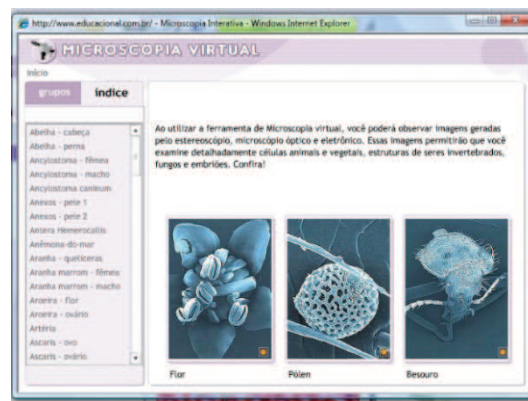 http://www.educacional.com.br/ - Microscopia Interativa - Windows Internet Explorer
MICROSCOPIA VIRTUAL
Início
grupos índice
Abelha - cabeça
Abelha - perna
Ancylostoma - fêmea
Ancylostoma - macho
Ancylostoma caninum
Anexos - pele 1
Anexos - pele 2
Antera Hemerocallis
Anêmona-do-mar
Aranha - quelíceras
Aranha marrom - fêmea
Aranha marrom - macho
Aroeira - flor
Aroeira - ovário
Artéria
Ascaris - ovo
Ascaris - ovário
Ao utilizar a ferramenta de Microscopia virtual, você poderá observar imagens geradas
pelo estereoscópio, microscópio óptico e eletrônico. Essas imagens permitirão que você
examine detalhadamente células animais e vegetais, estruturas de seres invertebrados,
fungos e embriões. Confira!
Flor
Pólen
Besouro